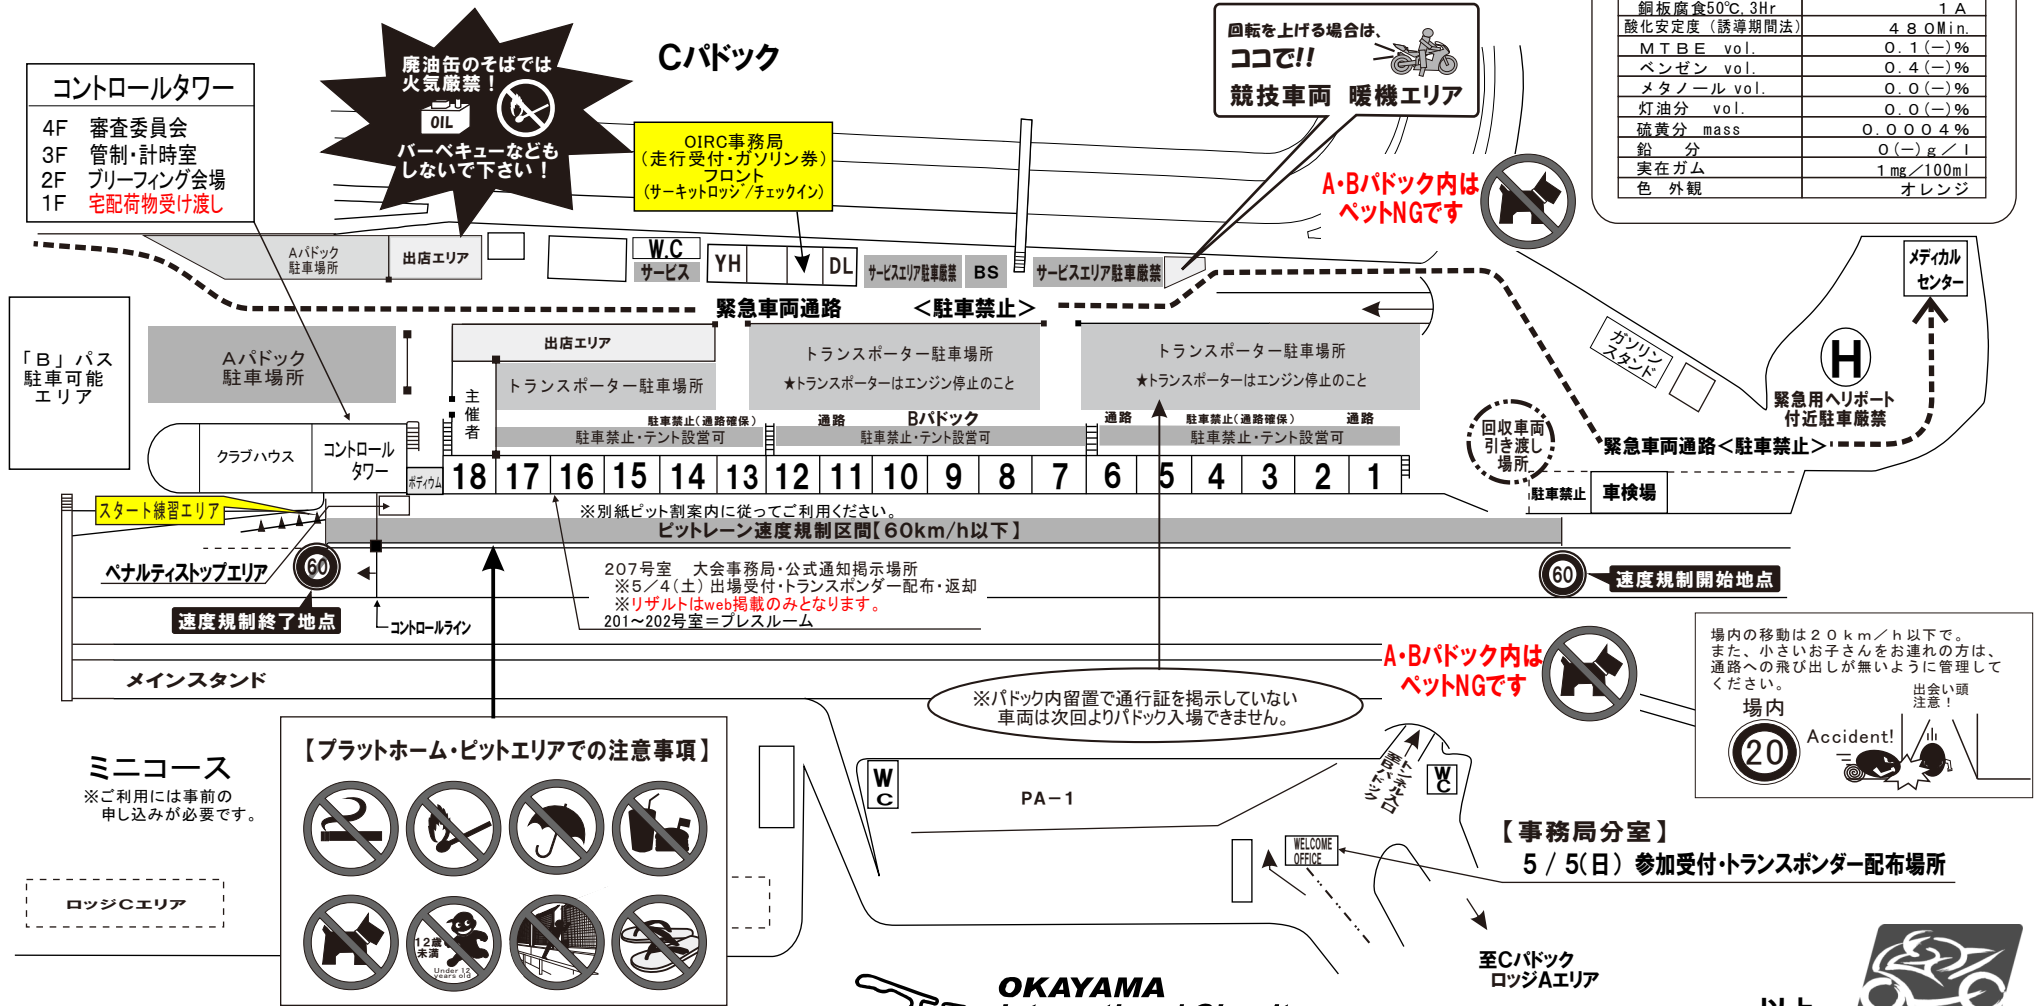 Cパドック
コントロールタワー
4F 審査委員会
3F 管制・計時室
2F ブリーフィング会場
1F 宅配荷物受け渡し
廃油缶のそばでは
火気厳禁！
OIL
バーベキューなども
しないで下さい！
OIRC事務局
（走行受付・ガソリン券）
フロント
(サーキットロッジ/チェックイン)
回転を上げる場合は、
ココで!!
競技車両 暖機エリア
銅板腐食50℃,3Hr 1A
酸化安定度（誘導期間法） 480Min.
MTBE vol. 0.1(−)%
ベンゼン vol. 0.4(−)%
メタノール vol. 0.0(−)%
灯油分 vol. 0.0(−)%
硫黄分 mass 0.0004%
鉛 分 0(−)g／l
実在ガム 1mg／100ml
色 外観 オレンジ
A・Bパドック内は
ペットNGです
Aパドック
駐車場所
出店エリア
W.C
サービス
YH
DL
サービスエリア駐車厳禁
BS
サービスエリア駐車厳禁
緊急車両通路 ＜駐車禁止＞
メディカル
センター
「B」パス
駐車可能
エリア
Aパドック
駐車場所
出店エリア
トランスポーター駐車場所
主催者
トランスポーター駐車場所
★トランスポーターはエンジン停止のこと
トランスポーター駐車場所
★トランスポーターはエンジン停止のこと
ガソリン
スタンド
H
緊急用ヘリポート
付近駐車厳禁
駐車禁止(通路確保)
通路
Bパドック
通路
駐車禁止(通路確保)
通路
駐車禁止・テント設営可
駐車禁止・テント設営可
駐車禁止・テント設営可
回収車両
引き渡し
場所
緊急車両通路＜駐車禁止＞
クラブハウス
コントロール
タワー
ポディウム
18 17 16 15 14 13 12 11 10 9 8 7 6 5 4 3 2 1
駐車禁止
車検場
スタート練習エリア
※別紙ピット割案内に従ってご利用ください。
ピットレーン速度規制区間【60km/h以下】
ペナルティストップエリア
60
速度規制終了地点
コントロールライン
207号室 大会事務局・公式通知掲示場所
※5／4(土) 出場受付・トランスポンダー配布・返却
※リザルトはweb掲載のみとなります。
201～202号室＝プレスルーム
60
速度規制開始地点
メインスタンド
※パドック内留置で通行証を掲示していない
車両は次回よりパドック入場できません。
A・Bパドック内は
ペットNGです
場内の移動は20km／h以下で。
また、小さいお子さんをお連れの方は、
通路への飛び出しが無いように管理して
ください。
出会い頭
注意！
場内
20
Accident!
ミニコース
※ご利用には事前の
申し込みが必要です。
【プラットホーム・ピットエリアでの注意事項】
12歳
未満
Under 12
years old
ロッジCエリア
WC
PA−1
トンネル入口
至Bパドック
WC
WELCOME
OFFICE
【事務局分室】
5 / 5(日) 参加受付・トランスポンダー配布場所
至Cパドック
ロッジAエリア
OKAYAMA